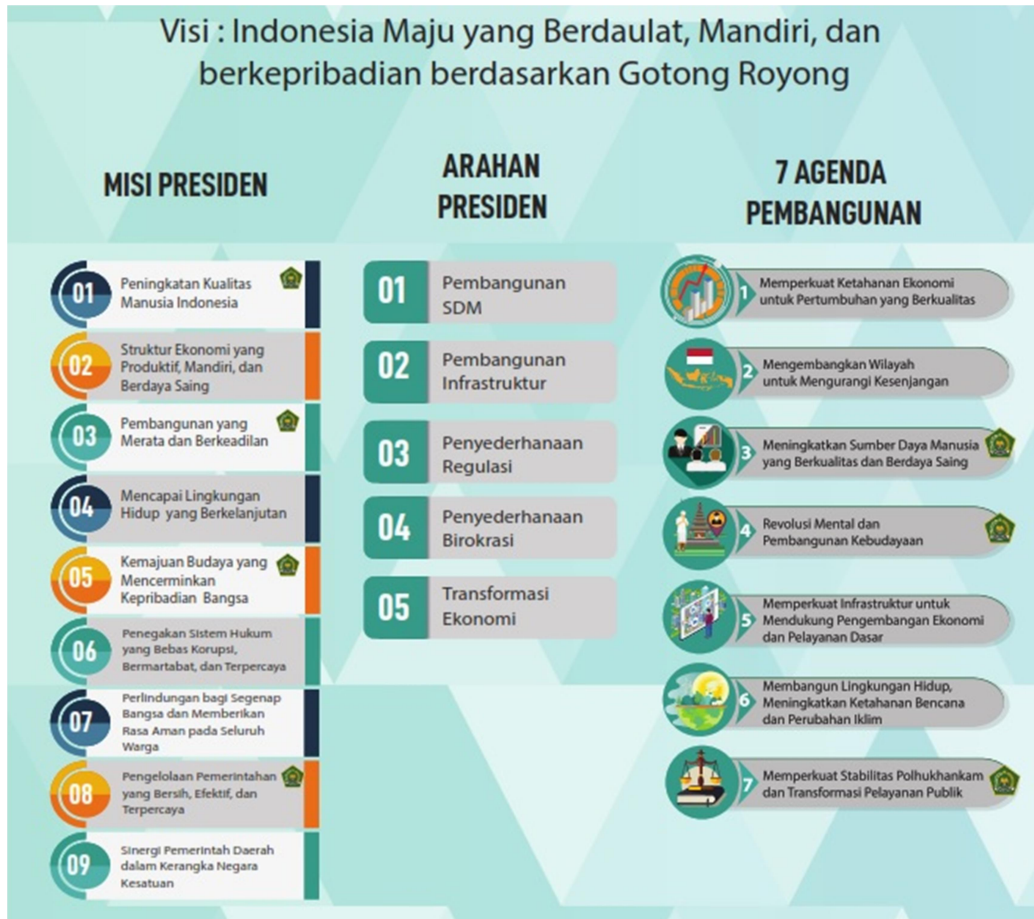 Visi : Indonesia Maju yang Berdaulat, Mandiri, dan
berkepribadian berdasarkan Gotong Royong
MISI PRESIDEN
01
Peningkatan Kualitas
Manusia Indonesia
02
Struktur Ekonomi yang
Produktif, Mandiri, dan
Berdaya Saing
03
Pembangunan yang
Merata dan Berkeadilan
04
Mencapai Lingkungan
Hidup yang Berkelanjutan
05
Kemajuan Budaya yang
Mencerminkan
Kepribadian Bangsa
06
Penegakan Sistem Hukum
yang Bebas Korupsi,
Bermartabat, dan Terpercaya
07
Perlindungan bagi Segenap
Bangsa dan Memberikan
Rasa Aman pada Seluruh
Warga
08
Pengelolaan Pemerintahan
yang Bersih, Efektif, dan
Terpercaya
09
Sinergi Pemerintah Daerah
dalam Kerangka Negara
Kesatuan
ARAHAN
PRESIDEN
01
Pembangunan
SDM
02
Pembangunan
Infrastruktur
03
Penyederhanaan
Regulasi
04
Penyederhanaan
Birokrasi
05
Transformasi
Ekonomi
7 AGENDA
PEMBANGUNAN
1
Memperkuat Ketahanan Ekonomi
untuk Pertumbuhan yang Berkualitas
2
Mengembangkan Wilayah
untuk Mengurangi Kesenjangan
3
Meningkatkan Sumber Daya Manusia
yang Berkualitas dan Berdaya Saing
4
Revolusi Mental dan
Pembangunan Kebudayaan
5
Memperkuat Infrastruktur untuk
Mendukung Pengembangan Ekonomi
dan Pelayanan Dasar
6
Membangun Lingkungan Hidup,
Meningkatkan Ketahanan Bencana
dan Perubahan Iklim
7
Memperkuat Stabilitas Polhukhankam
dan Transformasi Pelayanan Publik